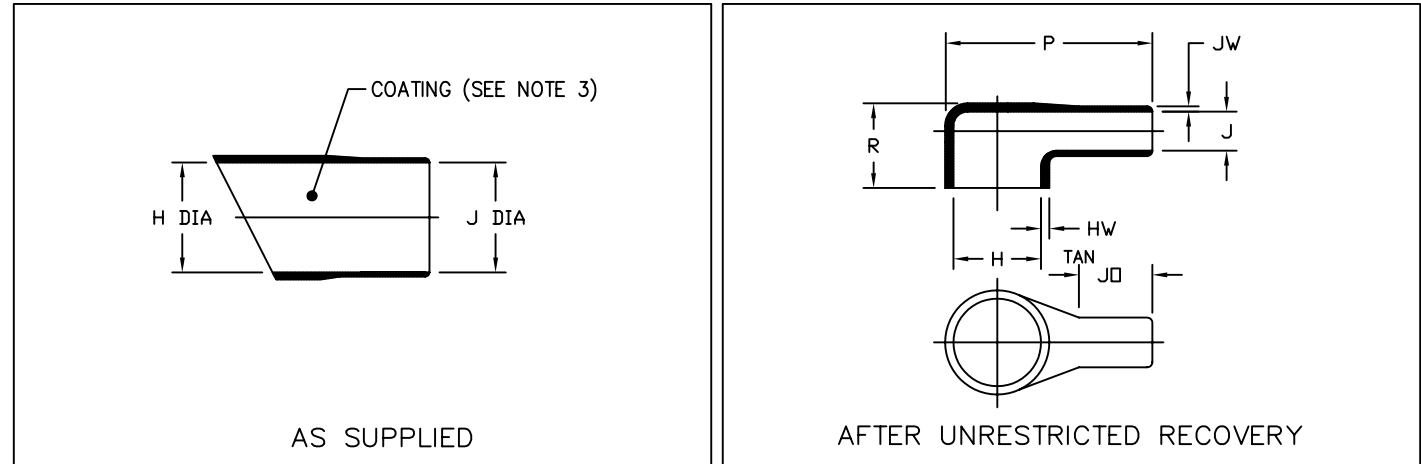 COATING (SEE NOTE 3)
H DIA
J DIA
AS SUPPLIED
P
JW
R
J
HW
H
TAN
JO
AFTER UNRESTRICTED RECOVERY